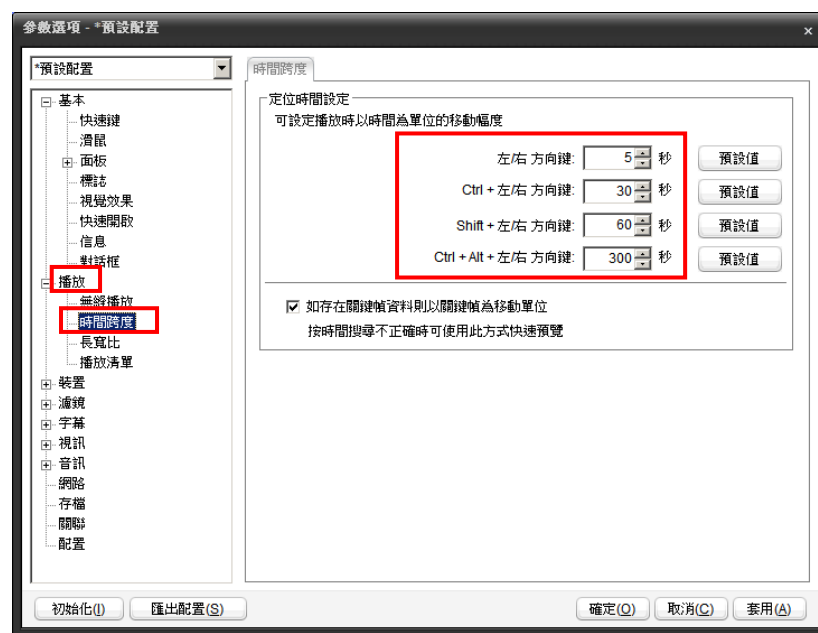 參數選項 - *預設配置
×
*預設配置
基本
快速鍵
滑鼠
面板
標誌
視覺效果
快速開啟
信息
對話框
播放
無縫播放
時間跨度
長寬比
播放清單
裝置
濾鏡
字幕
視訊
音訊
網路
存檔
關聯
配置
時間跨度
定位時間設定
可設定播放時以時間為單位的移動幅度
左/右 方向鍵: 5 秒 預設值
Ctrl + 左/右 方向鍵: 30 秒 預設值
Shift + 左/右 方向鍵: 60 秒 預設值
Ctrl + Alt + 左/右 方向鍵: 300 秒 預設值
如存在關鍵幀資料則以關鍵幀為移動單位
按時間搜尋不正確時可使用此方式快速預覽
初始化(I) 匯出配置(S) 確定(O) 取消(C) 套用(A)